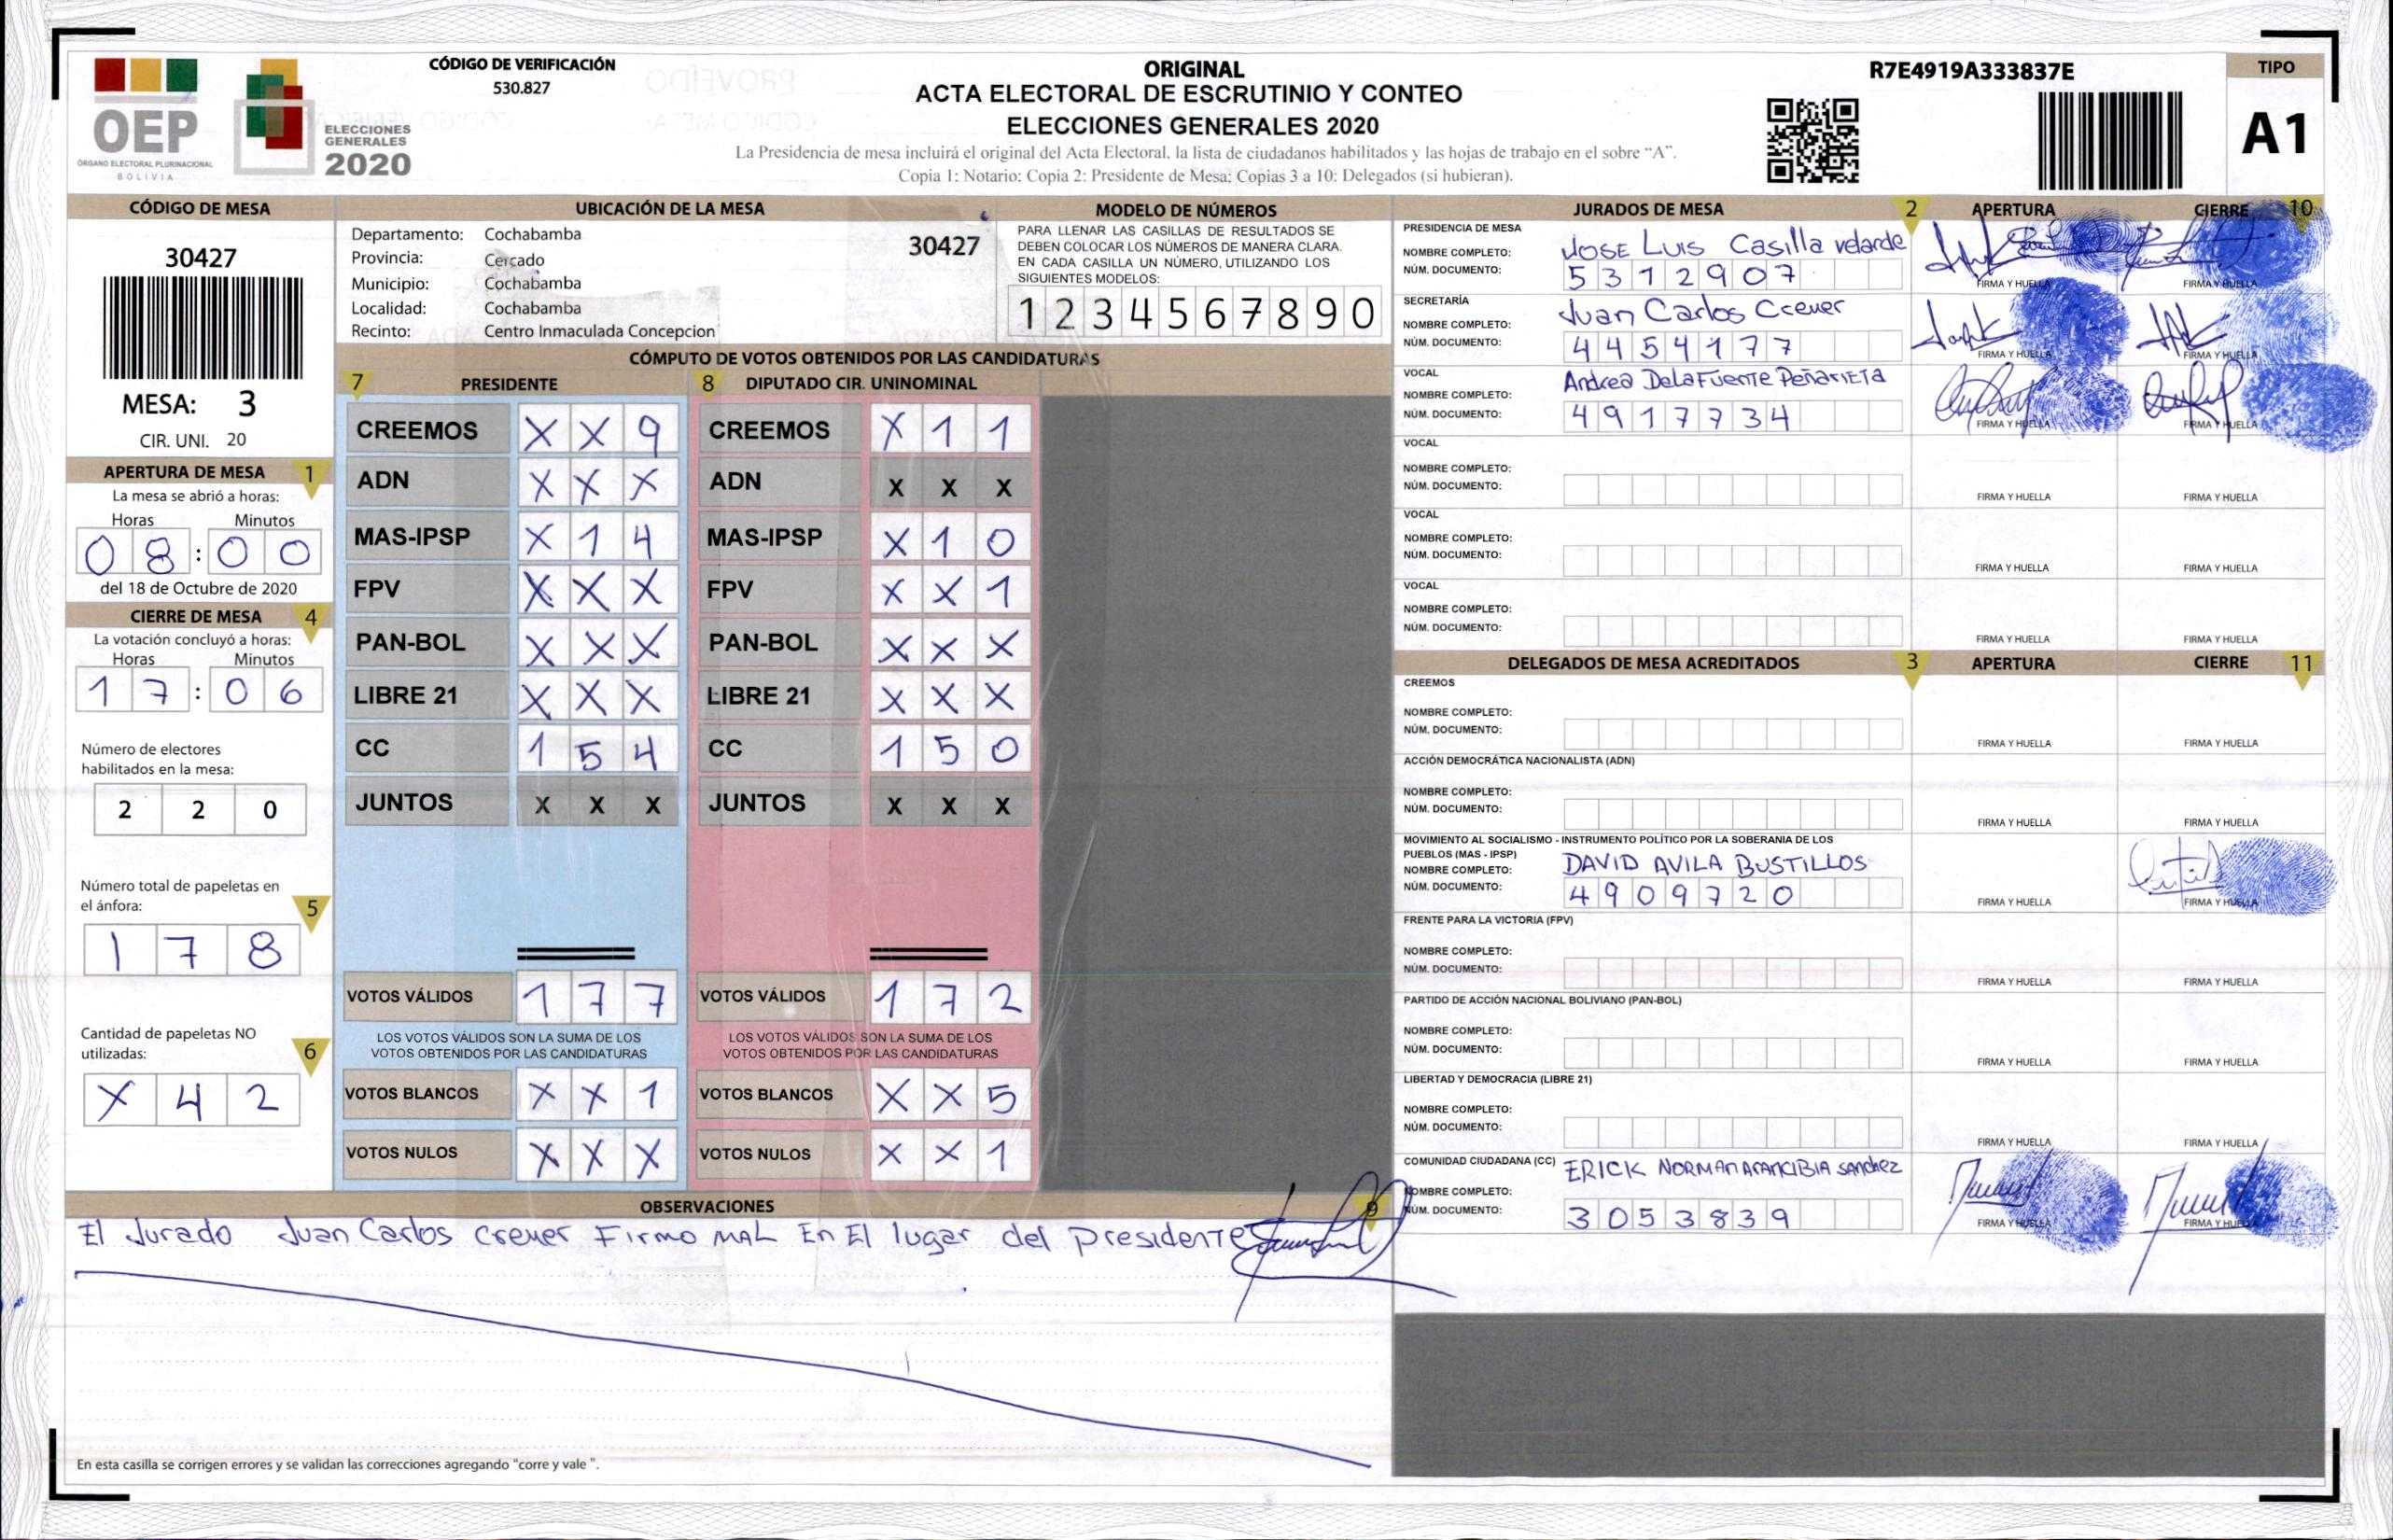 OEP
ÓRGANO ELECTORAL PLURINACIONAL
BOLIVIA
ELECCIONES
GENERALES
2020
CÓDIGO DE VERIFICACIÓN
530.827
ORIGINAL
ACTA ELECTORAL DE ESCRUTINIO Y CONTEO
ELECCIONES GENERALES 2020
La Presidencia de mesa incluirá el original del Acta Electoral, la lista de ciudadanos habilitados y las hojas de trabajo en el sobre “A”.
Copia 1: Notario; Copia 2: Presidente de Mesa; Copias 3 a 10: Delegados (si hubieran).
R7E4919A333837E
TIPO
A1
CÓDIGO DE MESA
30427
MESA: 3
CIR. UNI. 20
APERTURA DE MESA 1
La mesa se abrió a horas:
Horas Minutos
0 8 : 0 0
del 18 de Octubre de 2020
CIERRE DE MESA 4
La votación concluyó a horas:
Horas Minutos
1 7 : 0 6
Número de electores
habilitados en la mesa:
2 2 0
Número total de papeletas en
el ánfora: 5
1 7 8
Cantidad de papeletas NO
utilizadas: 6
X 4 2
UBICACIÓN DE LA MESA
Departamento: Cochabamba
30427
Provincia: Cercado
Municipio: Cochabamba
Localidad: Cochabamba
Recinto: Centro Inmaculada Concepcion
MODELO DE NÚMEROS
PARA LLENAR LAS CASILLAS DE RESULTADOS SE
DEBEN COLOCAR LOS NÚMEROS DE MANERA CLARA.
EN CADA CASILLA UN NÚMERO, UTILIZANDO LOS
SIGUIENTES MODELOS:
1 2 3 4 5 6 7 8 9 0
CÓMPUTO DE VOTOS OBTENIDOS POR LAS CANDIDATURAS
7 PRESIDENTE 8 DIPUTADO CIR. UNINOMINAL
CREEMOS X X 9 CREEMOS X 1 1
ADN X X X ADN X X X
MAS-IPSP X 1 4 MAS-IPSP X 1 0
FPV X X X FPV X X 1
PAN-BOL X X X PAN-BOL X X X
LIBRE 21 X X X LIBRE 21 X X X
CC 1 5 4 CC 1 5 0
JUNTOS X X X JUNTOS X X X
VOTOS VÁLIDOS 1 7 7 VOTOS VÁLIDOS 1 7 2
LOS VOTOS VÁLIDOS SON LA SUMA DE LOS LOS VOTOS VÁLIDOS SON LA SUMA DE LOS
VOTOS OBTENIDOS POR LAS CANDIDATURAS VOTOS OBTENIDOS POR LAS CANDIDATURAS
VOTOS BLANCOS X X 1 VOTOS BLANCOS X X 5
VOTOS NULOS X X X VOTOS NULOS X X 1
OBSERVACIONES 9
El Jurado Juan Carlos Crever Firmo MAL En El lugar del Presidente
En esta casilla se corrigen errores y se validan las correcciones agregando "corre y vale ".
JURADOS DE MESA 2 APERTURA CIERRE 10
PRESIDENCIA DE MESA
NOMBRE COMPLETO: JOSE LUIS Casilla velarde
NÚM. DOCUMENTO: 5 3 1 2 9 0 7
FIRMA Y HUELLA FIRMA Y HUELLA
SECRETARÍA
NOMBRE COMPLETO: Juan Carlos Crever
NÚM. DOCUMENTO: 4 4 5 4 1 7 7
FIRMA Y HUELLA FIRMA Y HUELLA
VOCAL
NOMBRE COMPLETO: Andrea DeLaFuente Peñarieta
NÚM. DOCUMENTO: 4 9 1 7 7 3 4
FIRMA Y HUELLA FIRMA Y HUELLA
VOCAL
NOMBRE COMPLETO:
NÚM. DOCUMENTO:
FIRMA Y HUELLA FIRMA Y HUELLA
VOCAL
NOMBRE COMPLETO:
NÚM. DOCUMENTO:
FIRMA Y HUELLA FIRMA Y HUELLA
VOCAL
NOMBRE COMPLETO:
NÚM. DOCUMENTO:
FIRMA Y HUELLA FIRMA Y HUELLA
DELEGADOS DE MESA ACREDITADOS 3 APERTURA CIERRE 11
CREEMOS
NOMBRE COMPLETO:
NÚM. DOCUMENTO:
FIRMA Y HUELLA FIRMA Y HUELLA
ACCIÓN DEMOCRÁTICA NACIONALISTA (ADN)
NOMBRE COMPLETO:
NÚM. DOCUMENTO:
FIRMA Y HUELLA FIRMA Y HUELLA
MOVIMIENTO AL SOCIALISMO - INSTRUMENTO POLÍTICO POR LA SOBERANIA DE LOS
PUEBLOS (MAS - IPSP)
NOMBRE COMPLETO: DAVID AVILA BUSTILLOS
NÚM. DOCUMENTO: 4 9 0 9 7 2 0
FIRMA Y HUELLA FIRMA Y HUELLA
FRENTE PARA LA VICTORIA (FPV)
NOMBRE COMPLETO:
NÚM. DOCUMENTO:
FIRMA Y HUELLA FIRMA Y HUELLA
PARTIDO DE ACCIÓN NACIONAL BOLIVIANO (PAN-BOL)
NOMBRE COMPLETO:
NÚM. DOCUMENTO:
FIRMA Y HUELLA FIRMA Y HUELLA
LIBERTAD Y DEMOCRACIA (LIBRE 21)
NOMBRE COMPLETO:
NÚM. DOCUMENTO:
FIRMA Y HUELLA FIRMA Y HUELLA
COMUNIDAD CIUDADANA (CC) ERICK NORMAN ARANCIBIA Sanchez
NOMBRE COMPLETO:
NÚM. DOCUMENTO: 3 0 5 3 8 3 9
FIRMA Y HUELLA FIRMA Y HUELLA